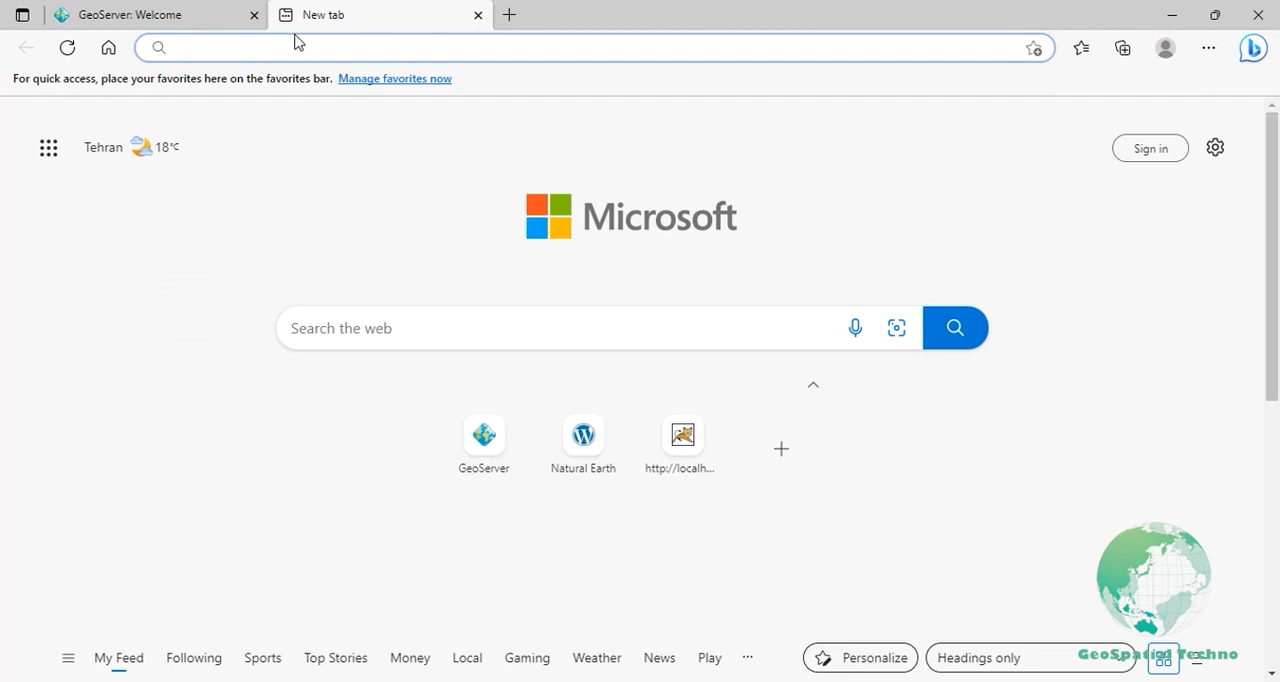 GeoServer: Welcome
New tab
For quick access, place your favorites here on the favorites bar. Manage favorites now
Tehran 18°C
Sign in
Microsoft
Search the web
GeoServer
Natural Earth
http://localh...
My Feed Following Sports Top Stories Money Local Gaming Weather News Play ... Personalize Headings only
GeoSpatial Techno